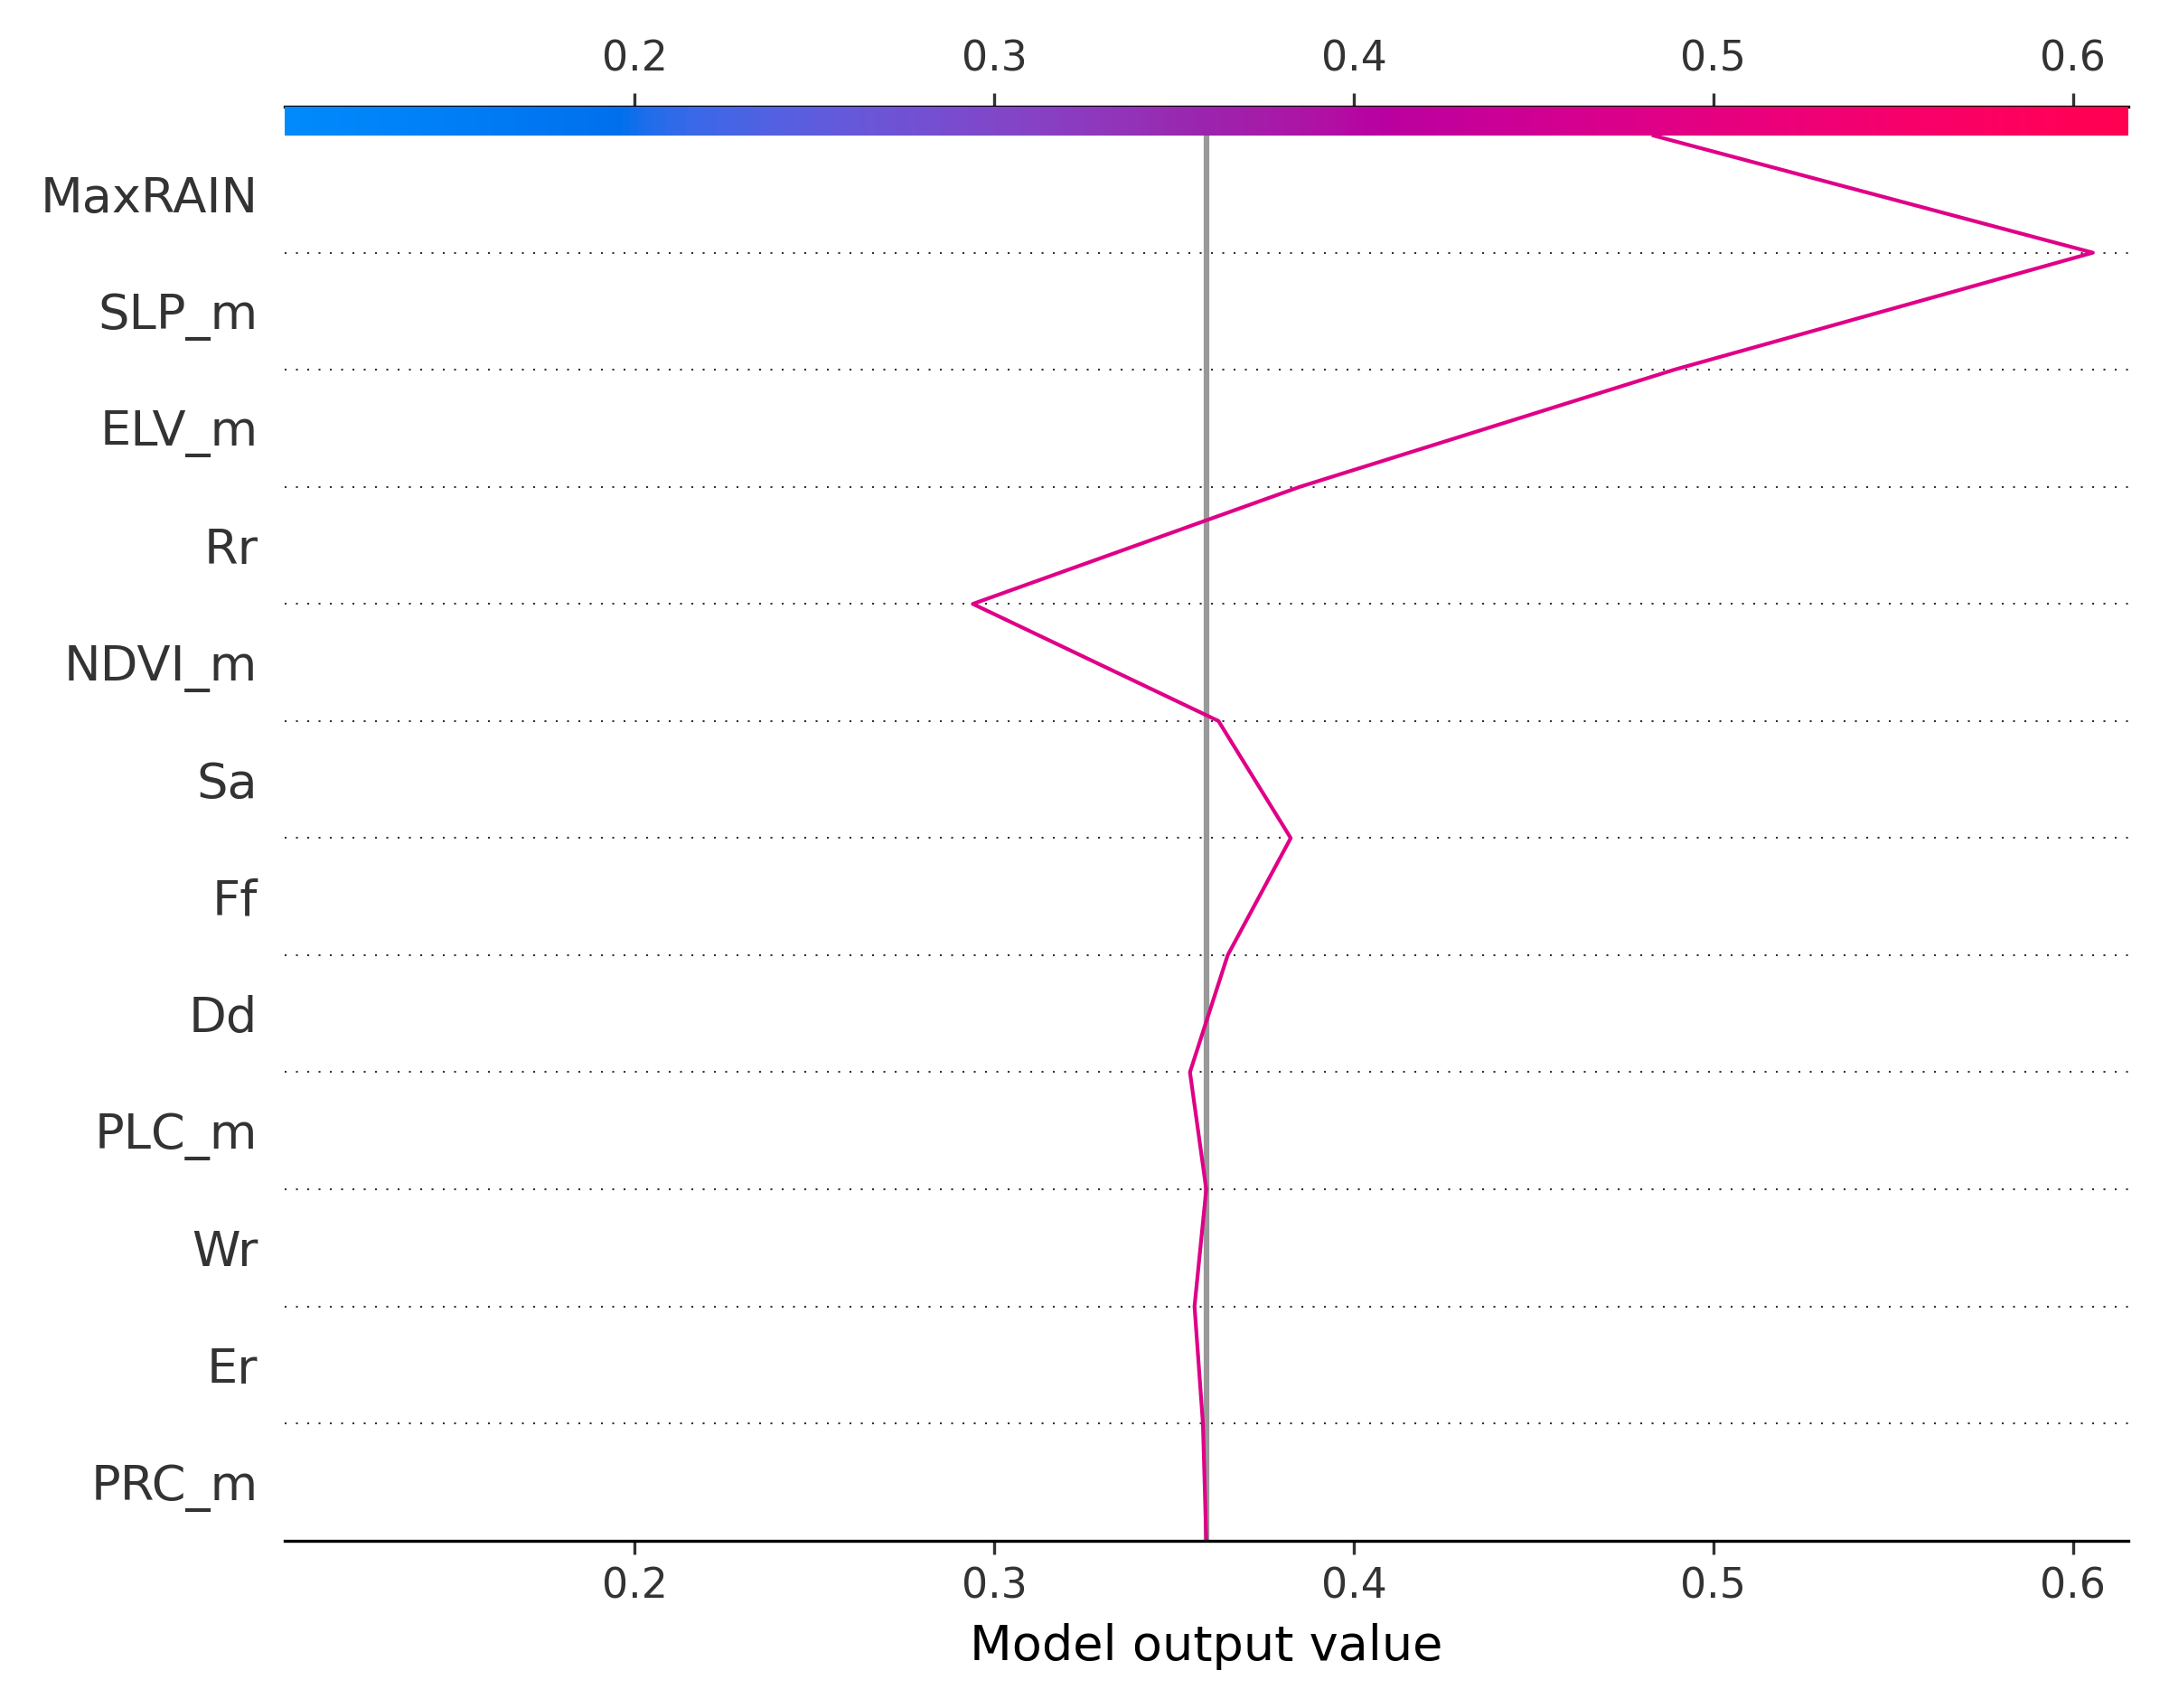 0.2 0.3 0.4 0.5 0.6
MaxRAIN
SLP_m
ELV_m
Rr
NDVI_m
Sa
Ff
Dd
PLC_m
Wr
Er
PRC_m
0.2 0.3 0.4 0.5 0.6
Model output value